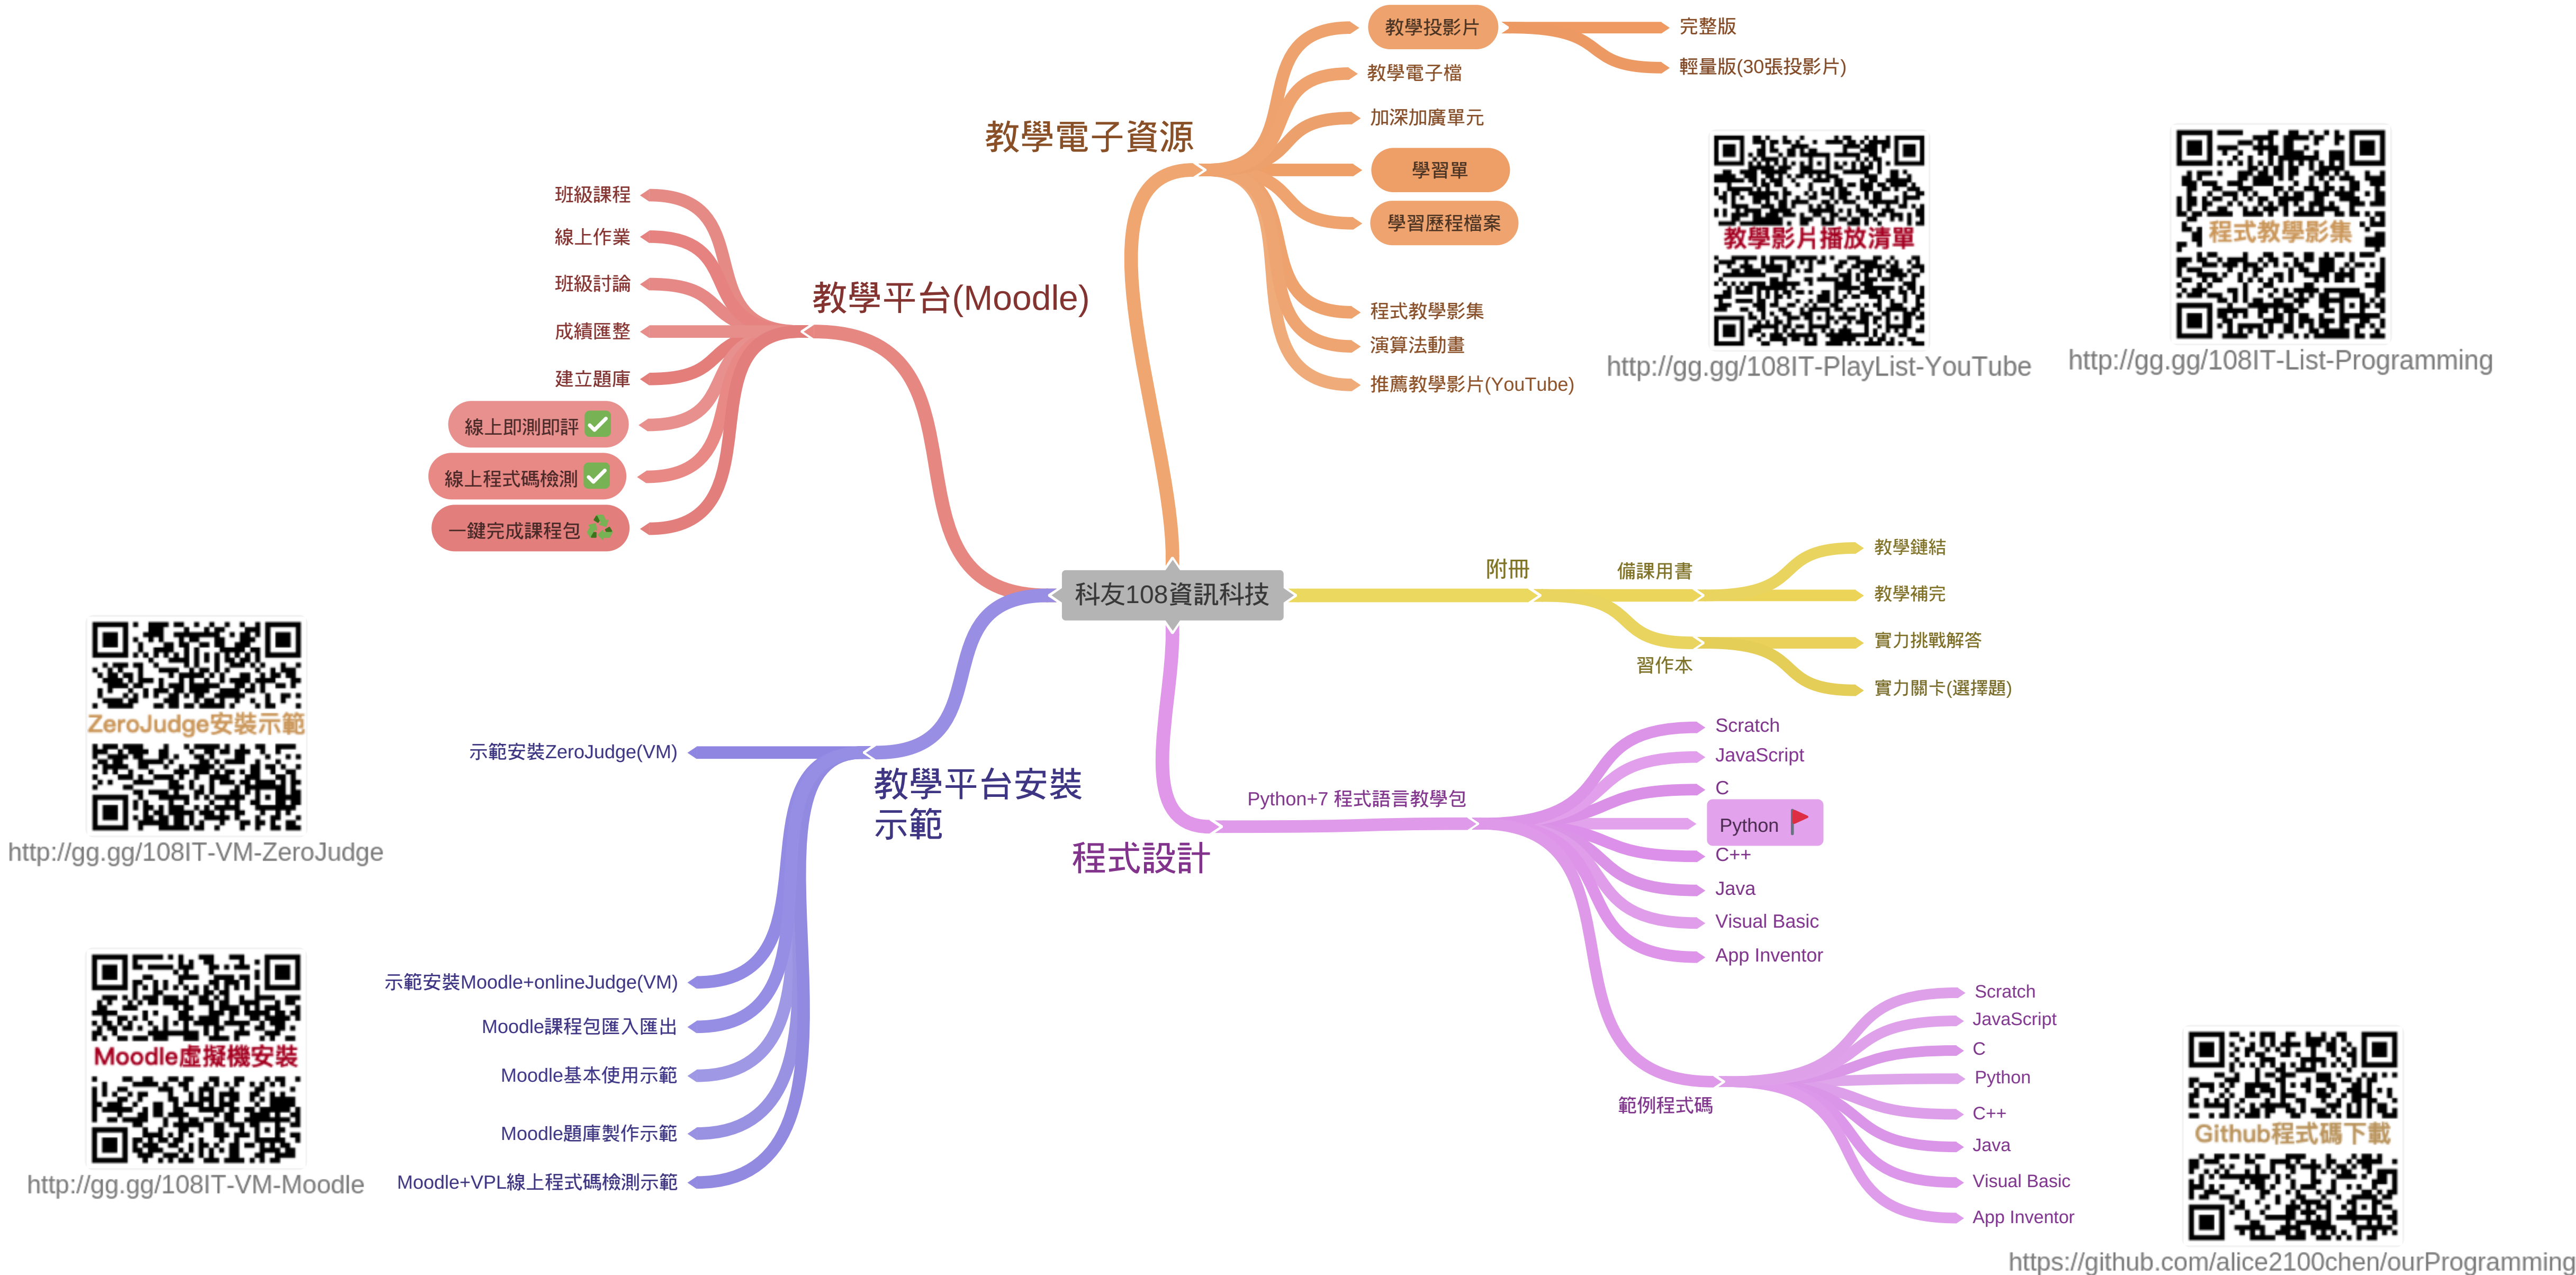 科友108資訊科技
教學電子資源
教學投影片
完整版
輕量版(30張投影片)
教學電子檔
加深加廣單元
學習單
學習歷程檔案
程式教學影集
演算法動畫
推薦教學影片(YouTube)
教學影片播放清單
http://gg.gg/108IT-PlayList-YouTube
程式教學影集
http://gg.gg/108IT-List-Programming
教學平台(Moodle)
班級課程
線上作業
班級討論
成績匯整
建立題庫
線上即測即評
線上程式碼檢測
一鍵完成課程包
附冊
備課用書
教學鏈結
教學補完
習作本
實力挑戰解答
實力關卡(選擇題)
教學平台安裝
示範
示範安裝ZeroJudge(VM)
示範安裝Moodle+onlineJudge(VM)
Moodle課程包匯入匯出
Moodle基本使用示範
Moodle題庫製作示範
Moodle+VPL線上程式碼檢測示範
ZeroJudge安裝示範
http://gg.gg/108IT-VM-ZeroJudge
Moodle虛擬機安裝
http://gg.gg/108IT-VM-Moodle
程式設計
Python+7 程式語言教學包
Scratch
JavaScript
C
Python
C++
Java
Visual Basic
App Inventor
範例程式碼
Scratch
JavaScript
C
Python
C++
Java
Visual Basic
App Inventor
Github程式碼下載
https://github.com/alice2100chen/ourProgramming